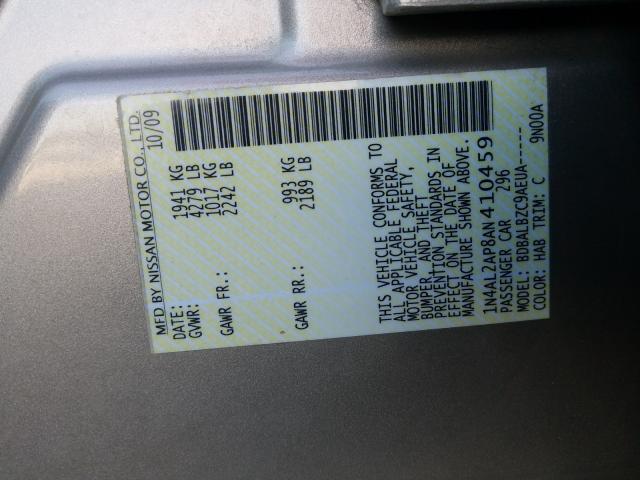 MFD BY NISSAN MOTOR CO., LTD.
DATE: 10/09
GVWR: 1941 KG
4279 LB
GAWR FR.: 1017 KG
2242 LB
GAWR RR.: 993 KG
2189 LB
THIS VEHICLE CONFORMS TO
ALL APPLICABLE FEDERAL
MOTOR VEHICLE SAFETY,
BUMPER, AND THEFT
PREVENTION STANDARDS IN
EFFECT ON THE DATE OF
MANUFACTURE SHOWN ABOVE.
1N4AL2AP8AN410459
PASSENGER CAR 296
MODEL: BDBALBZC9AEUA-----
COLOR: HAB TRIM: C 9N00A